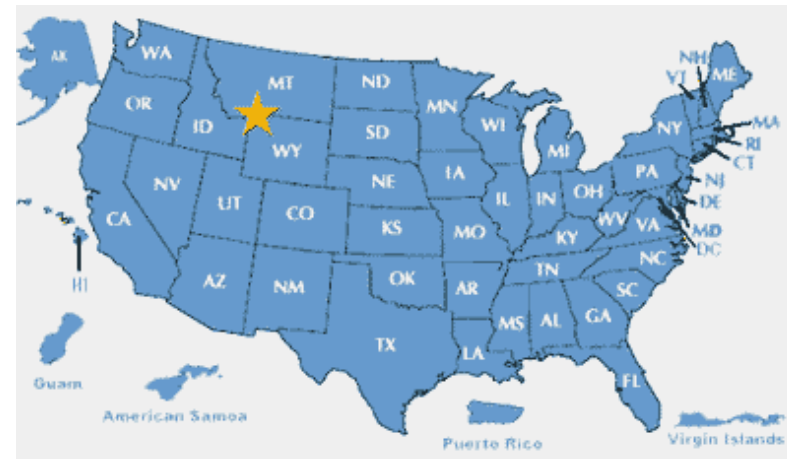 AK
WA
MT
ND
MN
OR
ID
WY
SD
WI
MI
NH
VT
ME
NY
MA
RI
CT
NV
UT
CO
NE
IA
IL
IN
OH
PA
NJ
DE
CA
KS
MO
KY
WV
VA
MD
DC
HI
AZ
NM
OK
AR
TN
NC
SC
TX
LA
MS
AL
GA
FL
Guam
American Samoa
Puerto Rico
Virgin Islands